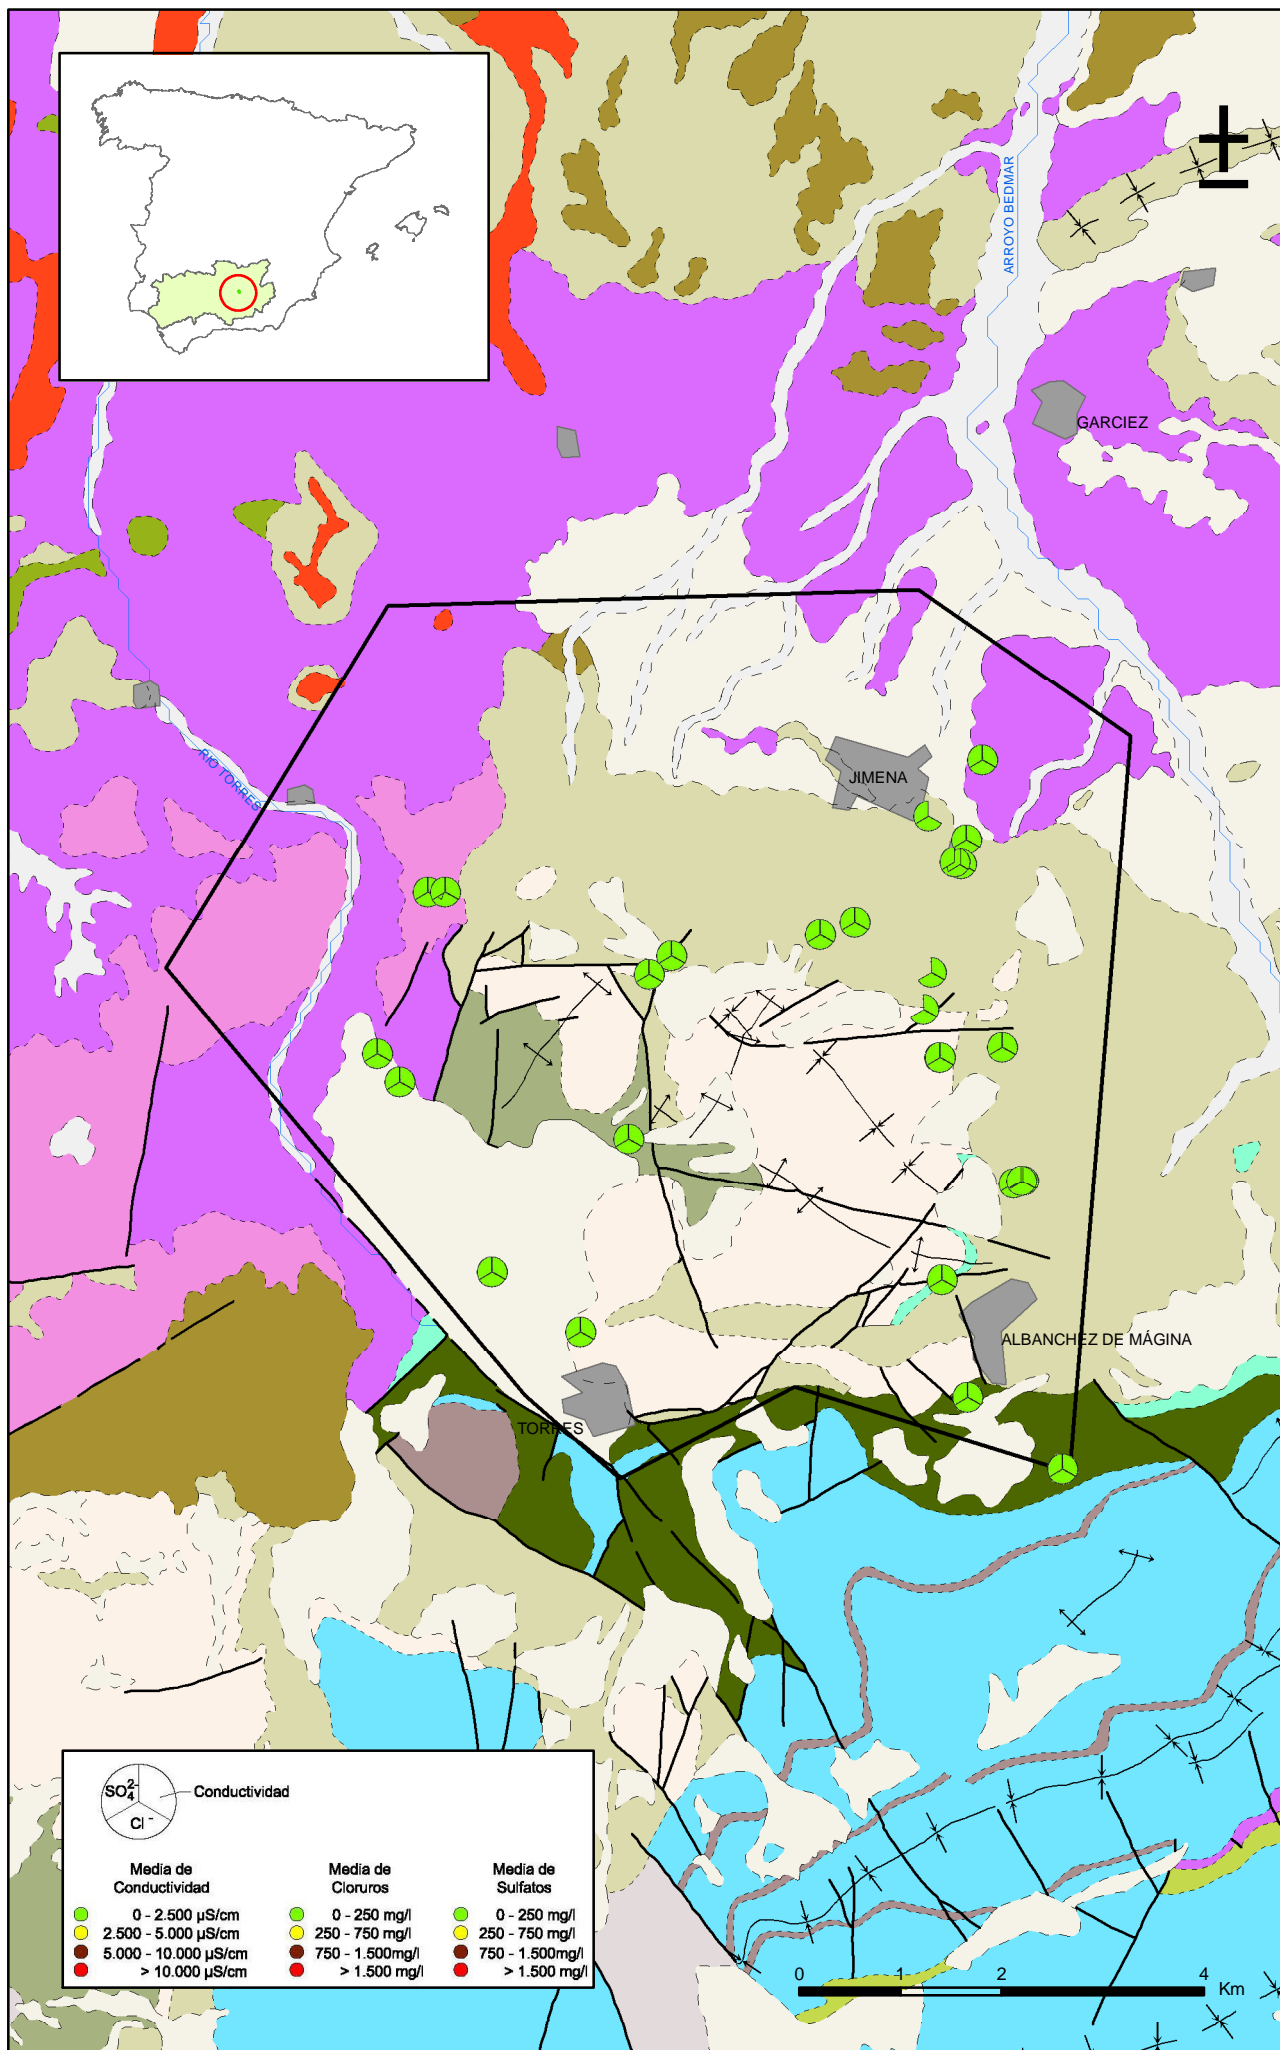 ARROYO BEDMAR
GARCIEZ
RIO TORRES
JIMENA
ALBANCHEZ DE MÁGINA
TORRES
SO₄²⁻
Cl⁻
Conductividad
Media de Conductividad
0 - 2.500 µS/cm
2.500 - 5.000 µS/cm
5.000 - 10.000 µS/cm
> 10.000 µS/cm
Media de Cloruros
0 - 250 mg/l
250 - 750 mg/l
750 - 1.500mg/l
> 1.500 mg/l
Media de Sulfatos
0 - 250 mg/l
250 - 750 mg/l
750 - 1.500mg/l
> 1.500 mg/l
0 1 2 4 Km